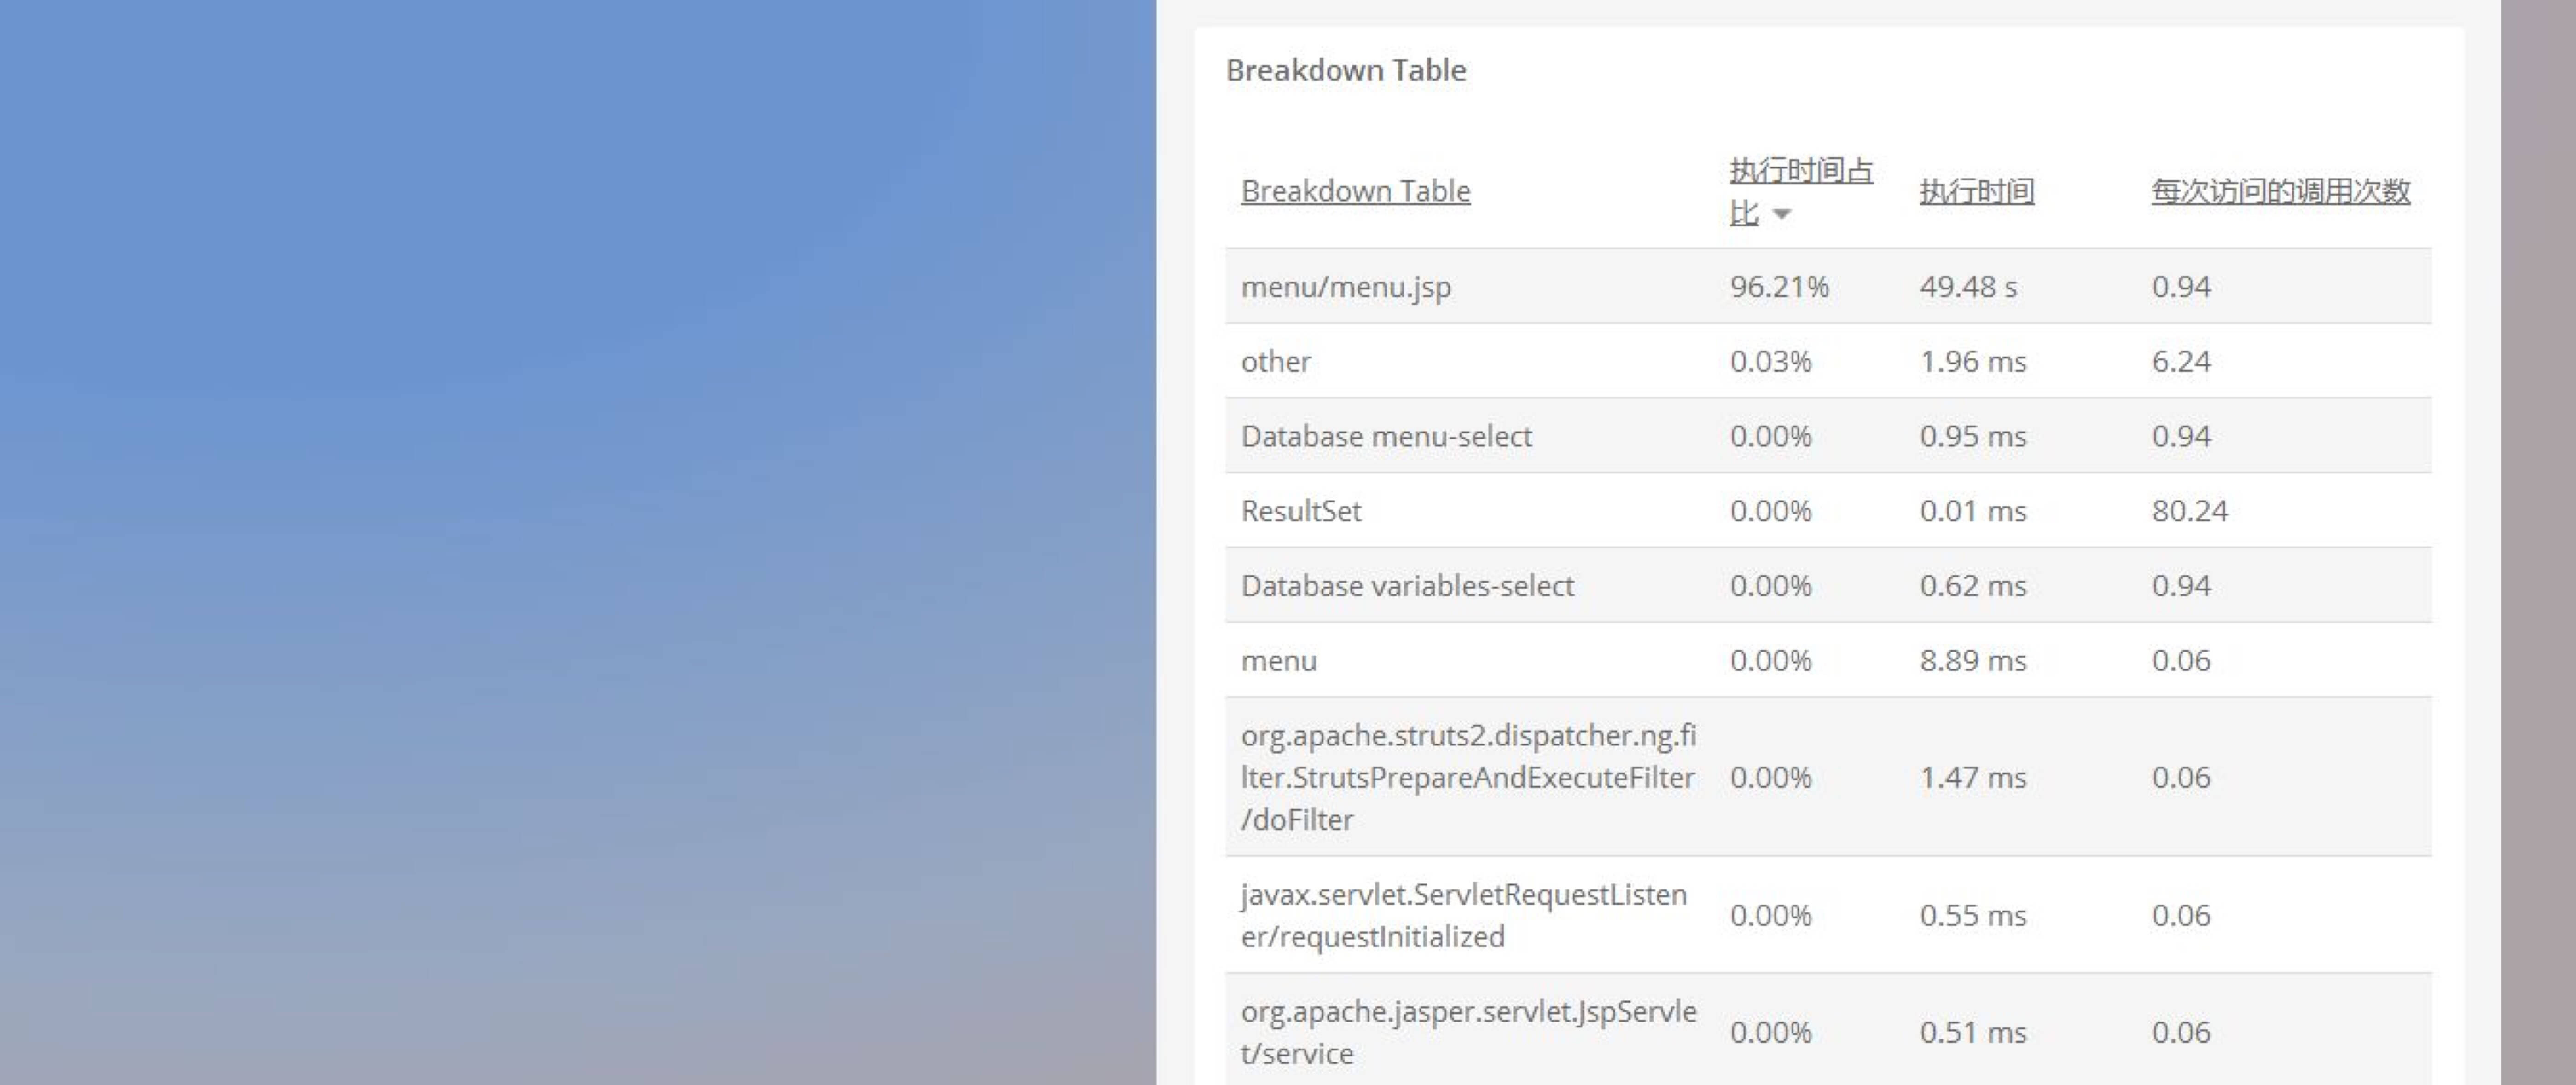 Breakdown Table
Breakdown Table 执行时间占比 执行时间 每次访问的调用次数
menu/menu.jsp 96.21% 49.48 s 0.94
other 0.03% 1.96 ms 6.24
Database menu-select 0.00% 0.95 ms 0.94
ResultSet 0.00% 0.01 ms 80.24
Database variables-select 0.00% 0.62 ms 0.94
menu 0.00% 8.89 ms 0.06
org.apache.struts2.dispatcher.ng.fi
lter.StrutsPrepareAndExecuteFilter 0.00% 1.47 ms 0.06
/doFilter
javax.servlet.ServletRequestListen
er/requestInitialized 0.00% 0.55 ms 0.06
org.apache.jasper.servlet.JspServle
t/service 0.00% 0.51 ms 0.06